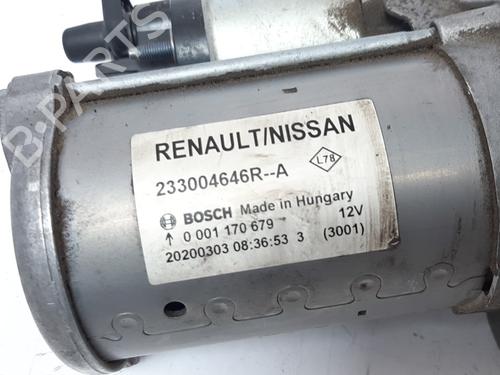 RENAULT/NISSAN
233004646R--A
L7B
BOSCH Made in Hungary
0 001 170 679 12V
20200303 08:36:53 3 (3001)
B-PARTS